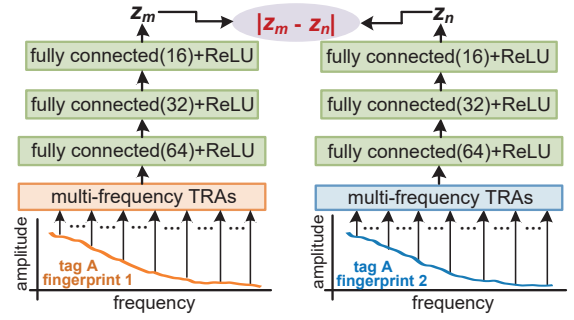 z_m
|z_m - z_n|
z_n
fully connected(16)+ReLU
fully connected(16)+ReLU
fully connected(32)+ReLU
fully connected(32)+ReLU
fully connected(64)+ReLU
fully connected(64)+ReLU
multi-frequency TRAs
multi-frequency TRAs
amplitude
tag A
fingerprint 1
frequency
amplitude
tag A
fingerprint 2
frequency